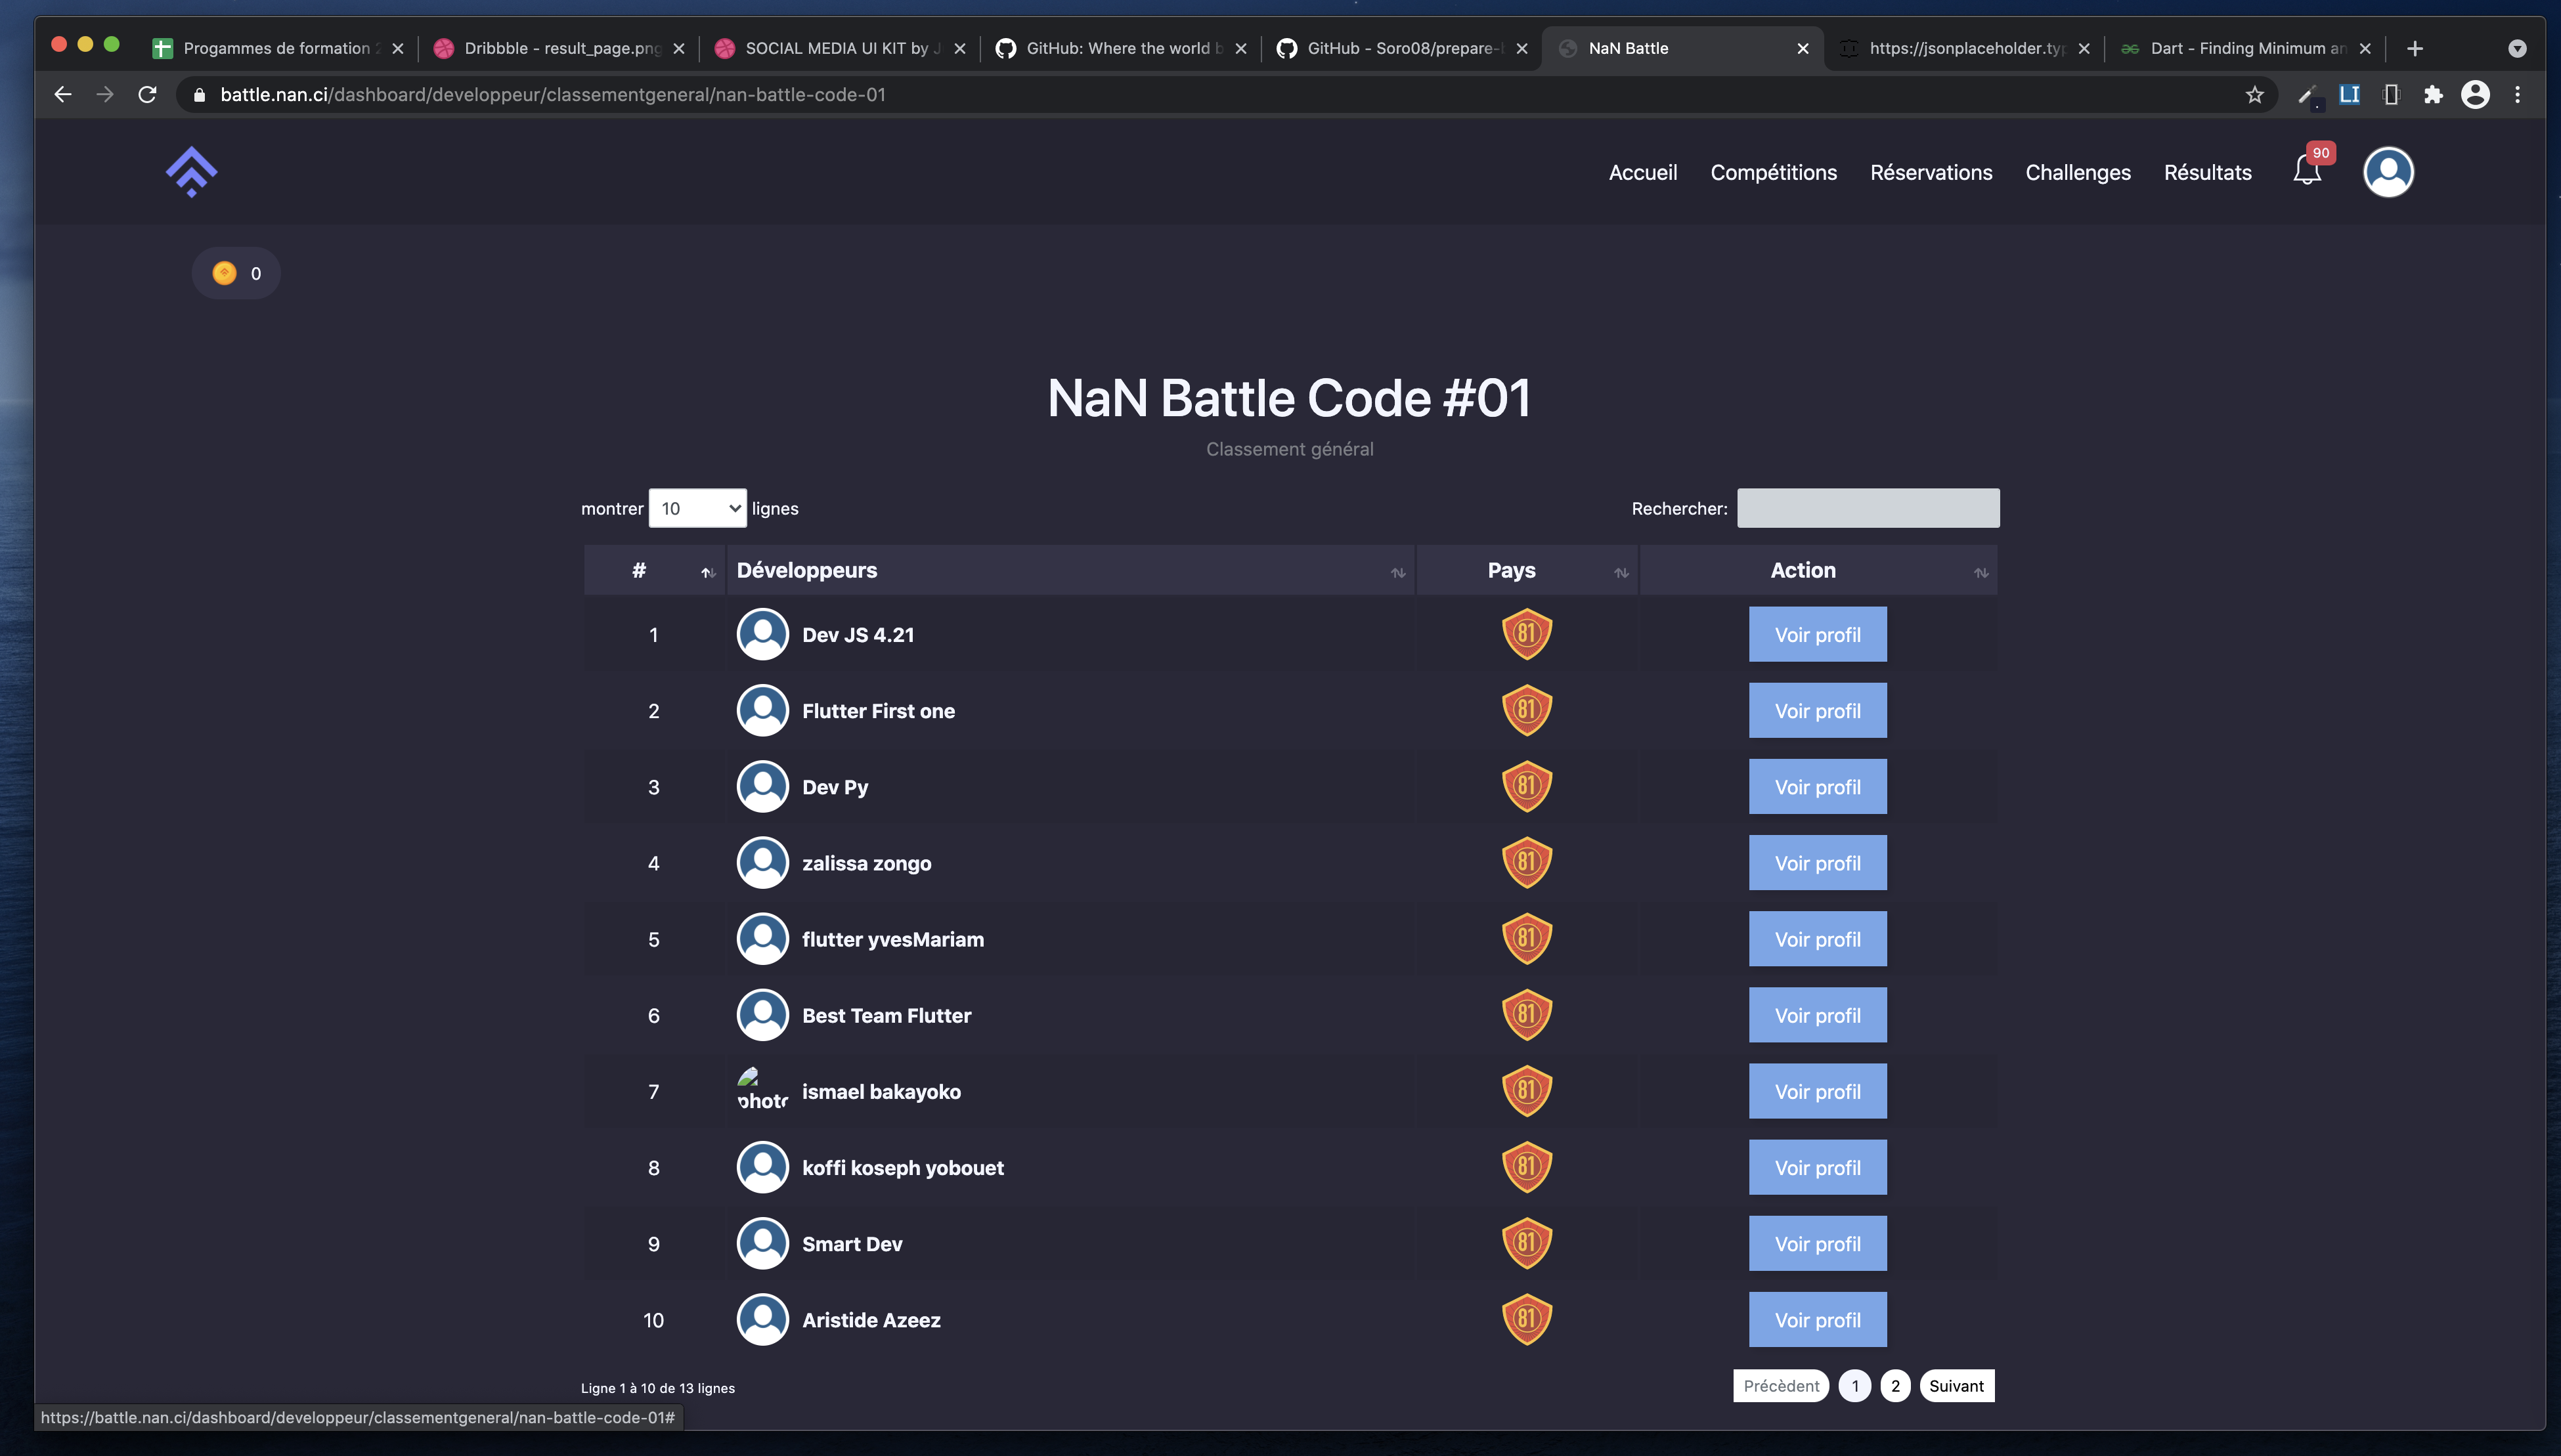 Progammes de formation 2
Dribbble - result_page.png
SOCIAL MEDIA UI KIT by J
GitHub: Where the world b
GitHub - Soro08/prepare-b
NaN Battle
https://jsonplaceholder.typ
Dart - Finding Minimum an
battle.nan.ci/dashboard/developpeur/classementgeneral/nan-battle-code-01
LI
Accueil Compétitions Réservations Challenges Résultats 90
0
NaN Battle Code #01
Classement général
montrer 10 lignes Rechercher:
# Développeurs Pays Action
1 Dev JS 4.21 81 Voir profil
2 Flutter First one 81 Voir profil
3 Dev Py 81 Voir profil
4 zalissa zongo 81 Voir profil
5 flutter yvesMariam 81 Voir profil
6 Best Team Flutter 81 Voir profil
7 photo ismael bakayoko 81 Voir profil
8 koffi koseph yobouet 81 Voir profil
9 Smart Dev 81 Voir profil
10 Aristide Azeez 81 Voir profil
Ligne 1 à 10 de 13 lignes Précèdent 1 2 Suivant
https://battle.nan.ci/dashboard/developpeur/classementgeneral/nan-battle-code-01#